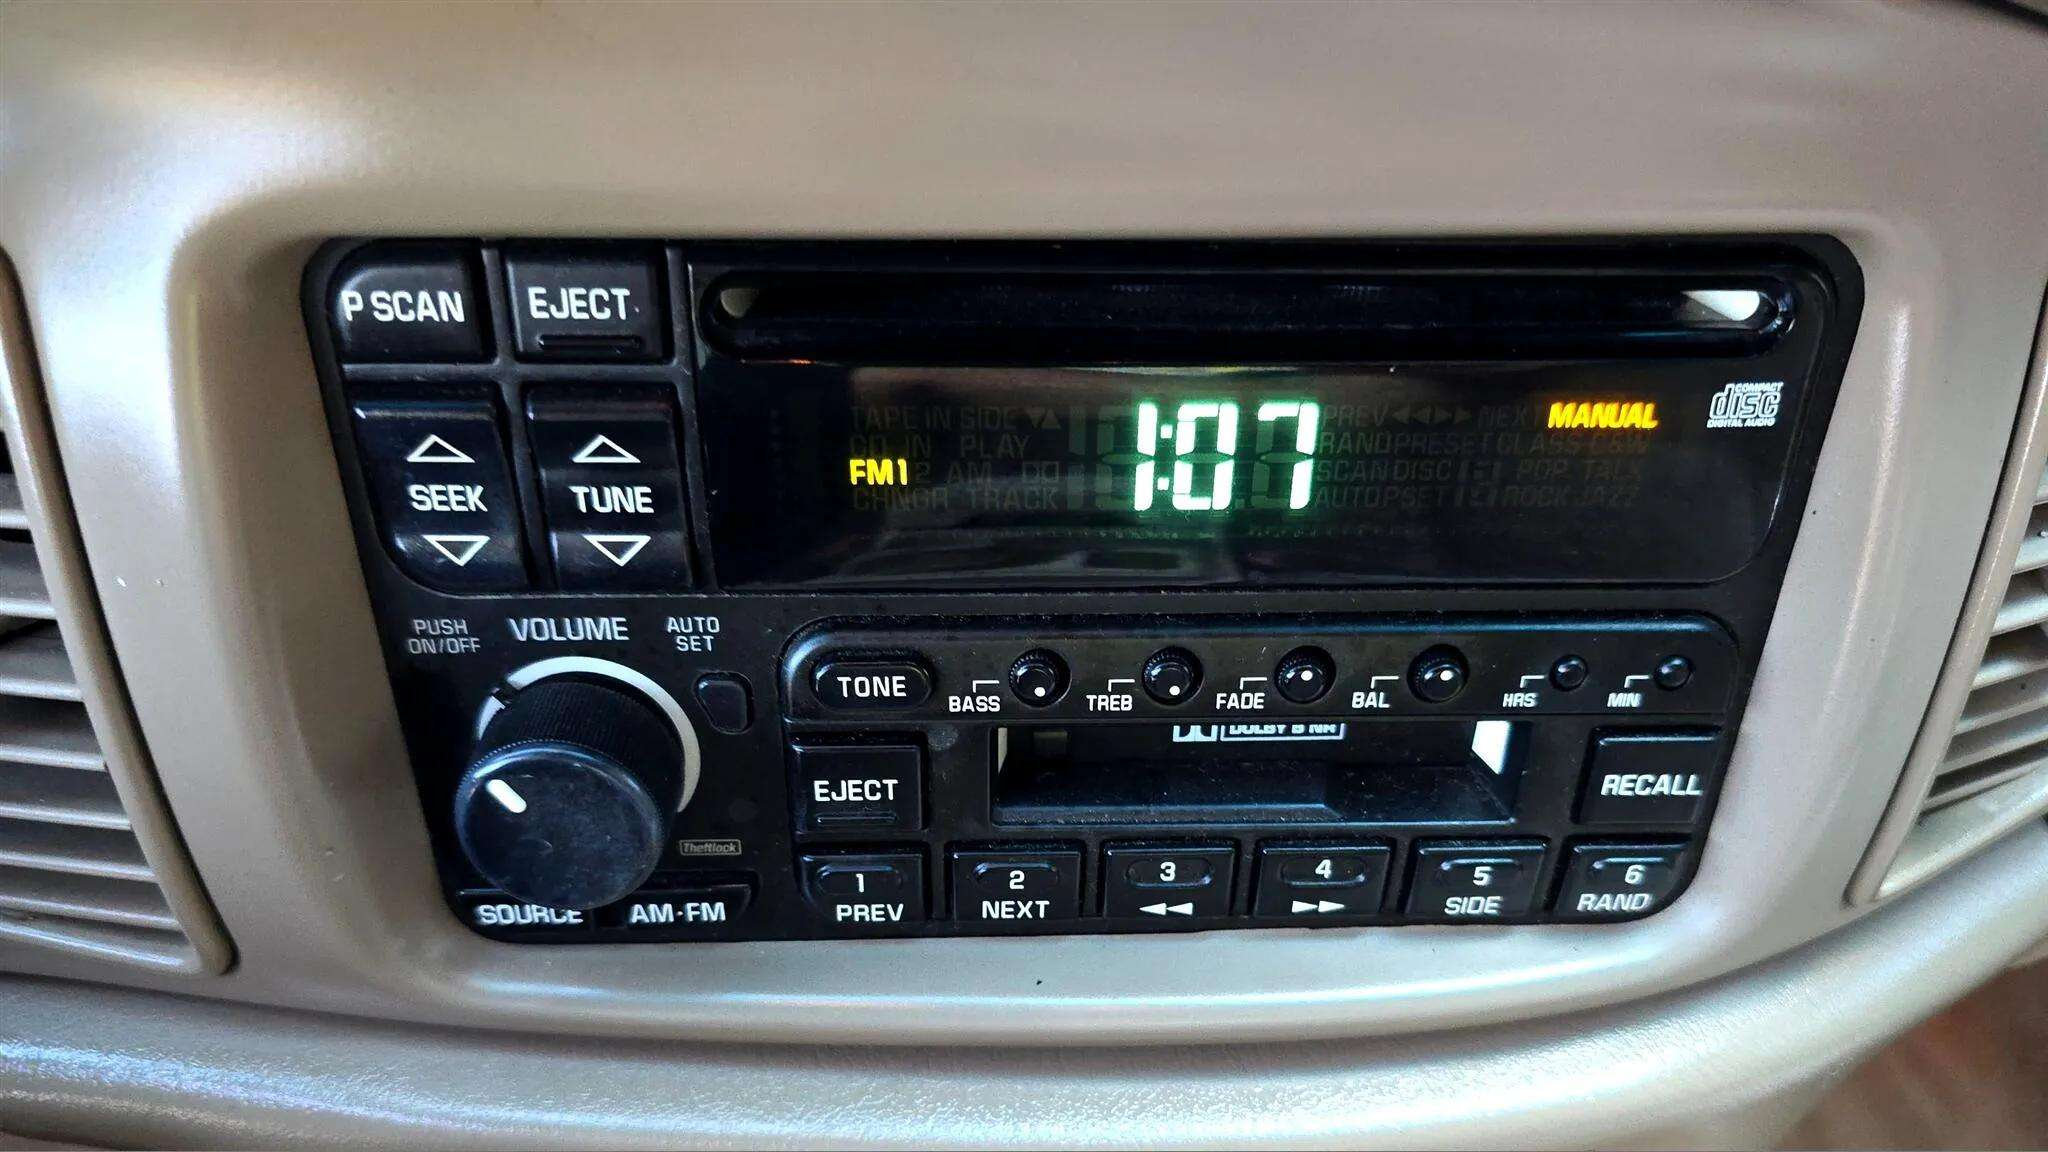 P SCAN
EJECT
SEEK
TUNE
TAPE IN SIDE
PLAY
FM1 2 AM
CHNGR TRACK
1:07
PREV NEXT MANUAL
RAND PRESET CLASS C&W
SCAN DISC POP TALK
AUTO PSET ROCK JAZZ
COMPACT
disc
DIGITAL AUDIO
PUSH
ON/OFF
VOLUME
AUTO
SET
TONE
BASS
TREB
FADE
BAL
HRS
MIN
DOLBY B NR
EJECT
RECALL
Theftlock
SOURCE
AM·FM
1
PREV
2
NEXT
3
4
5
SIDE
6
RAND